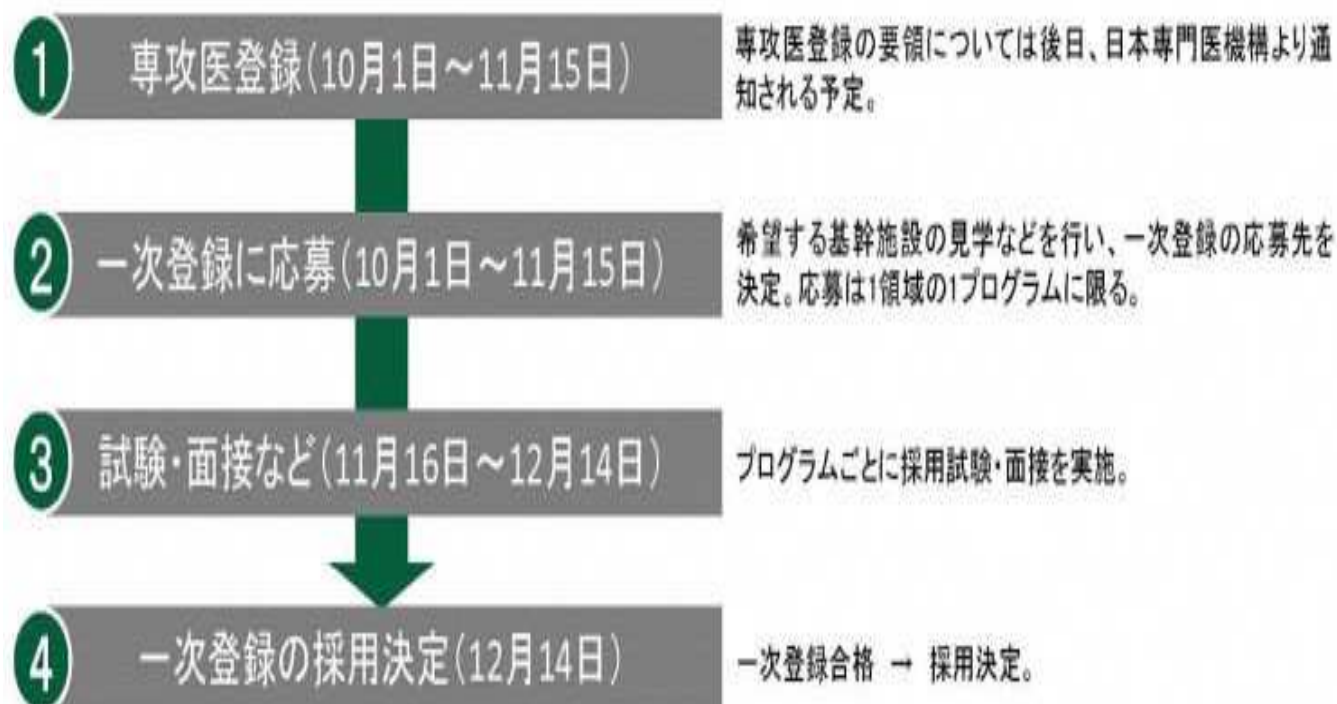 1
専攻医登録(10月1日～11月15日)
専攻医登録の要領については後日、日本専門医機構より通
知される予定。
2
一次登録に応募(10月1日～11月15日)
希望する基幹施設の見学などを行い、一次登録の応募先を
決定。応募は1領域の1プログラムに限る。
3
試験・面接など(11月16日～12月14日)
プログラムごとに採用試験・面接を実施。
4
一次登録の採用決定(12月14日)
一次登録合格 → 採用決定。